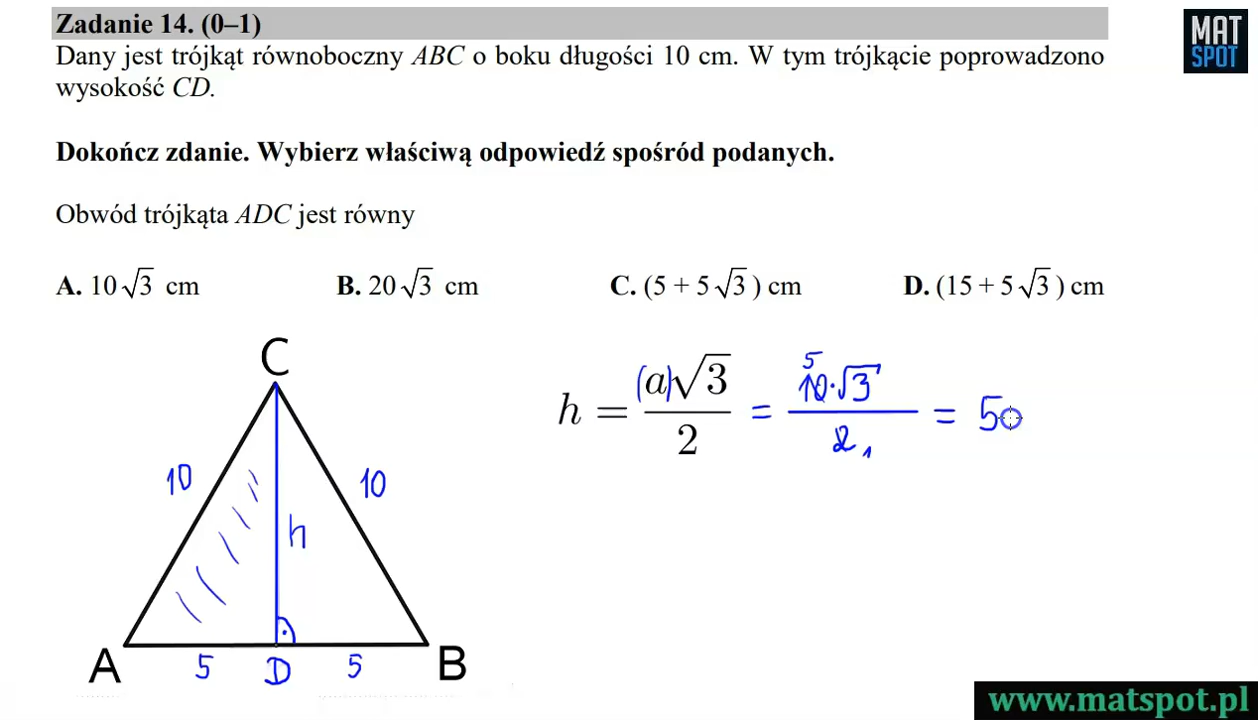 Zadanie 14. (0–1)
MAT
SPOT
Dany jest trójkąt równoboczny ABC o boku długości 10 cm. W tym trójkącie poprowadzono
wysokość CD.
Dokończ zdanie. Wybierz właściwą odpowiedź spośród podanych.
Obwód trójkąta ADC jest równy
A. 10√3 cm B. 20√3 cm C. (5 + 5√3) cm D. (15 + 5√3) cm
C
h = (a)√3 / 2 = 5 10·√3 / 2 1 = 50
10 10
h
A 5 D 5 B
www.matspot.pl